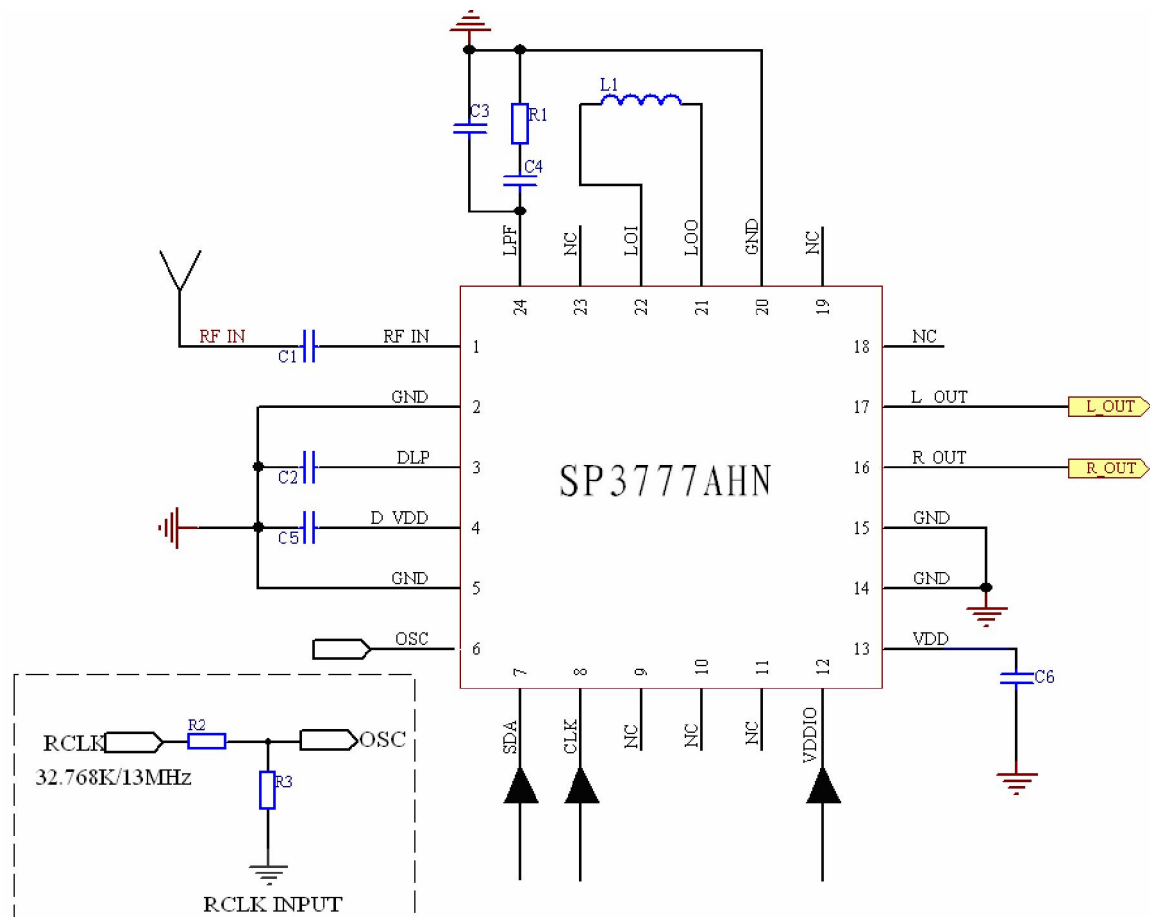 L1
C3
R1
C4
LPF
NC
LOI
LOO
GND
NC
24
23
22
21
20
19
RF IN
C1
RF IN
1
GND
2
C2
DLP
3
C5
D VDD
4
GND
5
OSC
6
SP3777AHN
18
NC
17
L OUT
L_OUT
16
R OUT
R_OUT
15
GND
14
GND
13
VDD
C6
7
8
9
10
11
12
SDA
CLK
NC
NC
NC
VDDIO
R2
RCLK
OSC
32.768K/13MHz
R3
RCLK INPUT